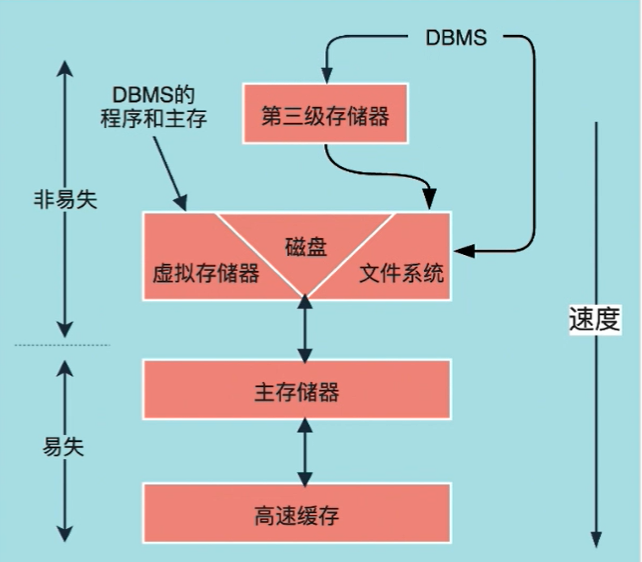 DBMS
DBMS的
程序和主存
第三级存储器
非易失
磁盘
虚拟存储器
文件系统
速度
主存储器
易失
高速缓存